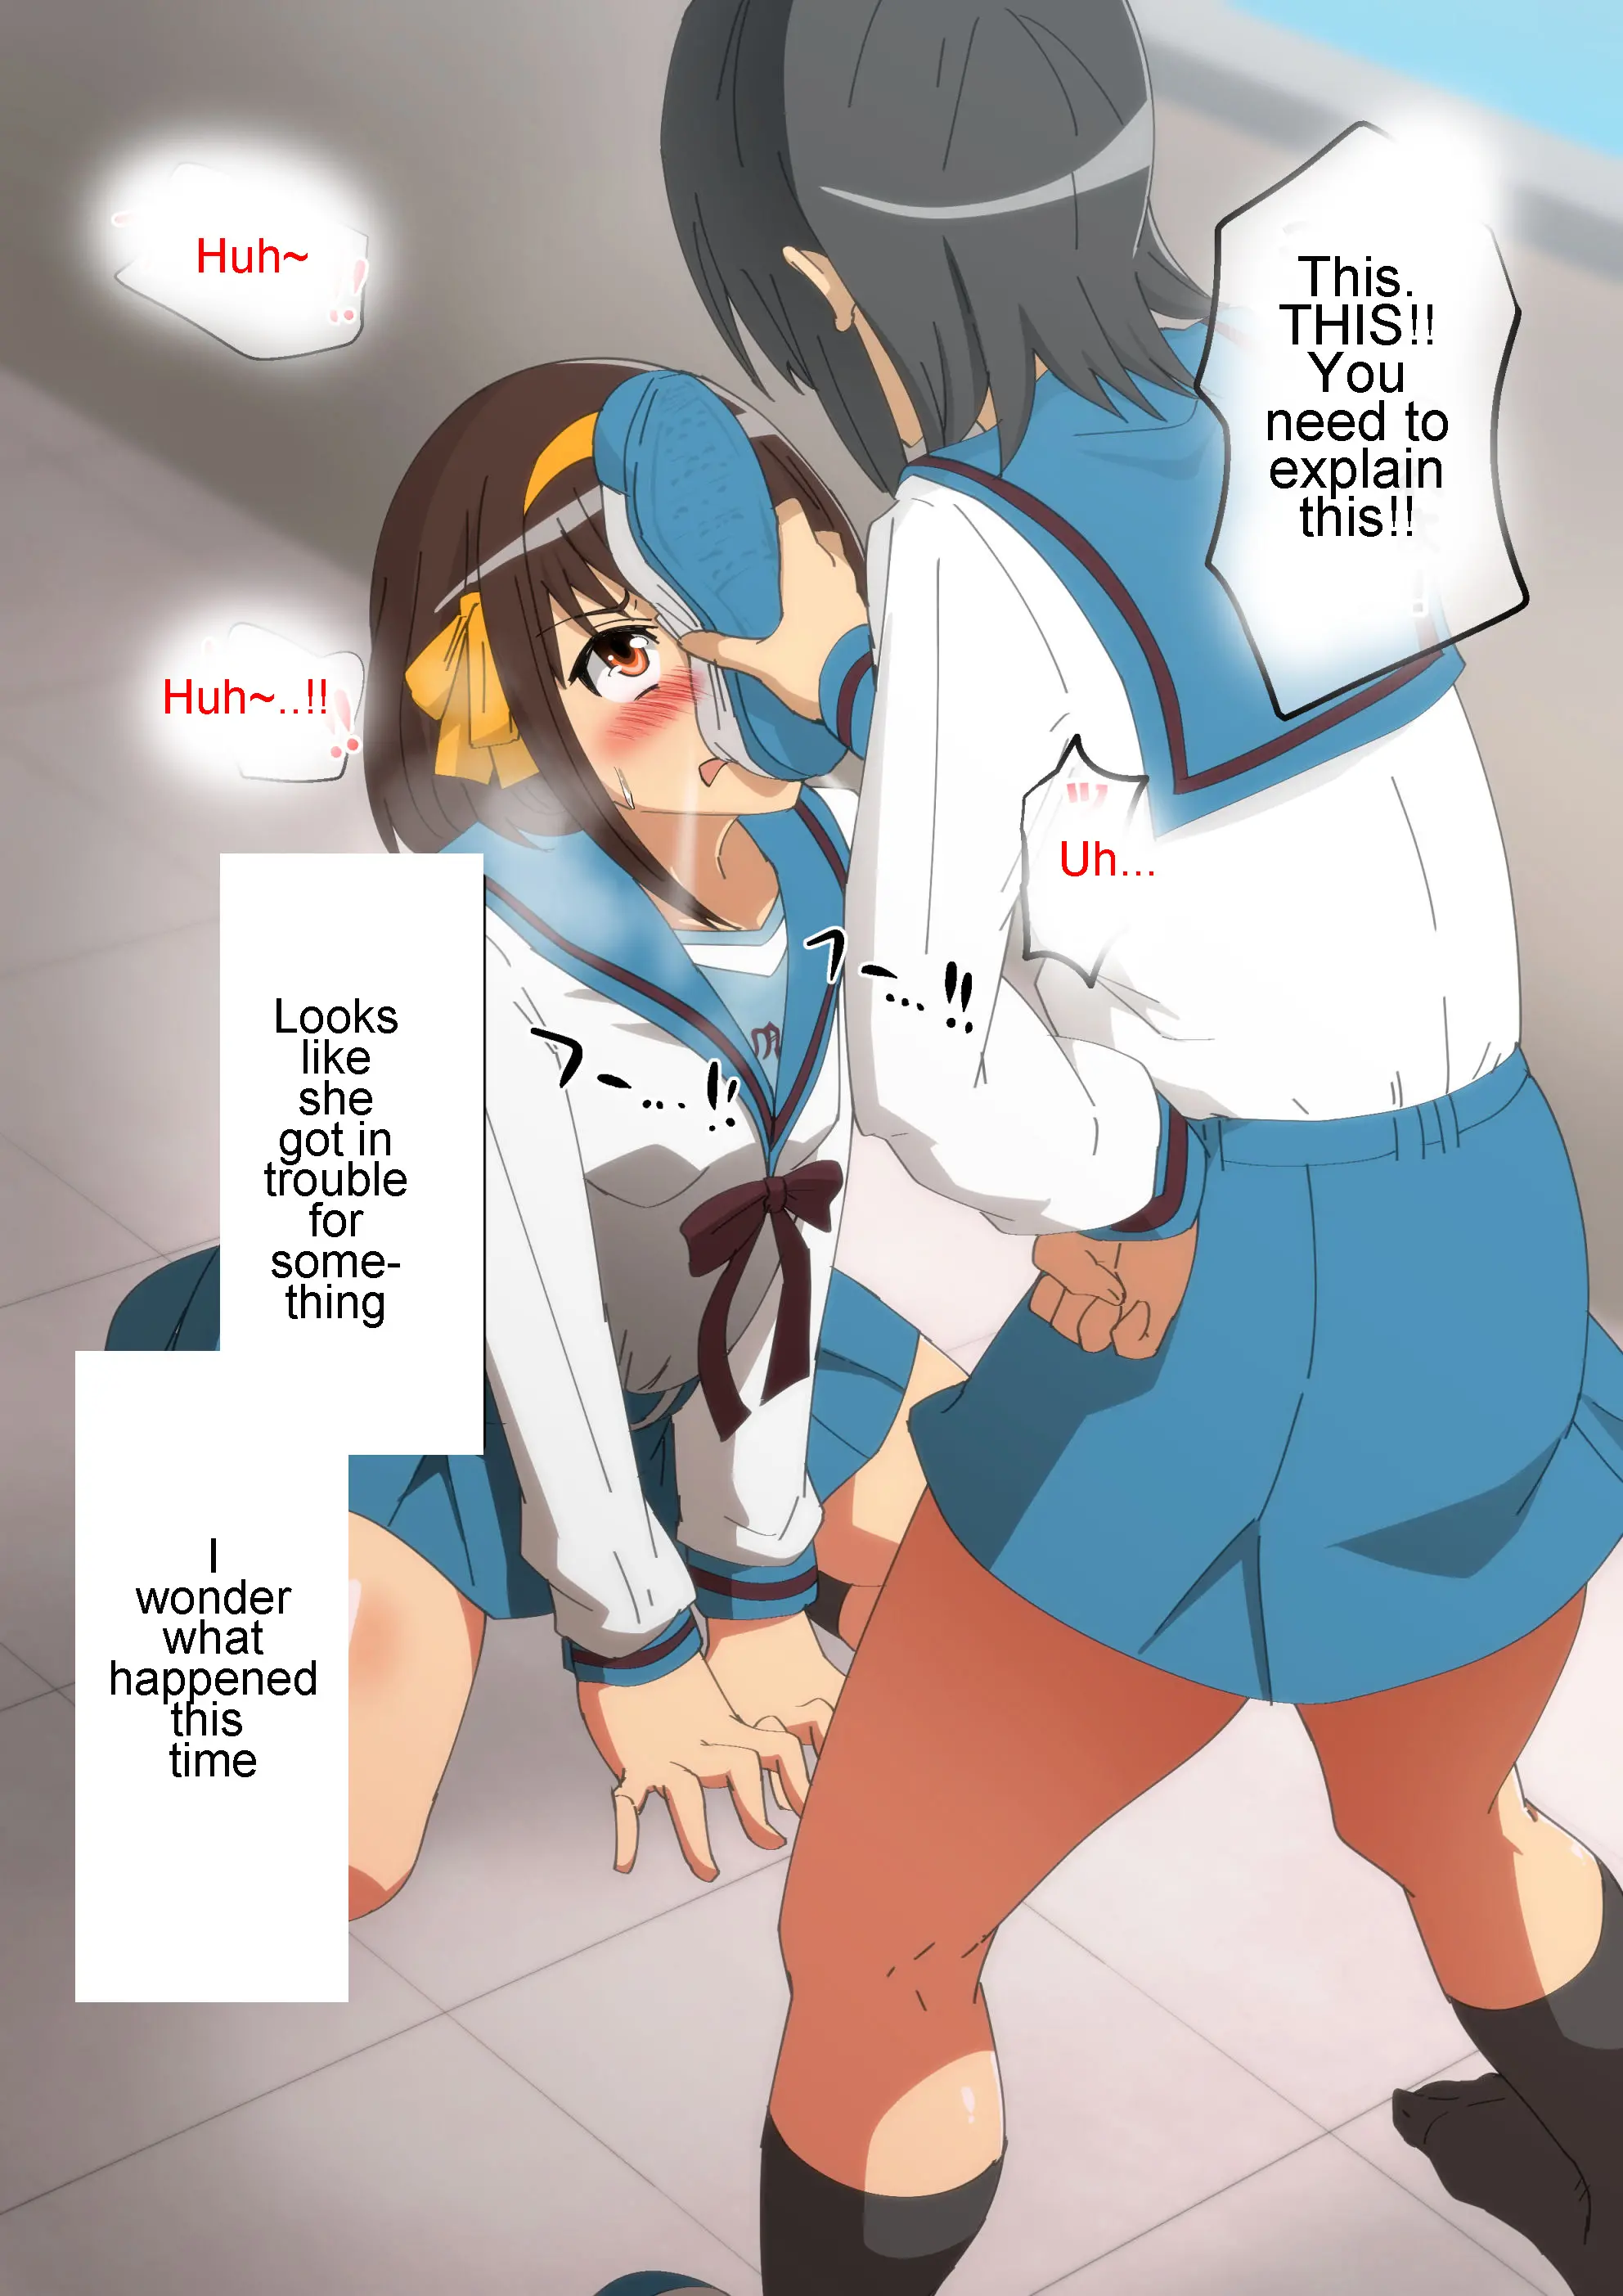 This.
THIS!!
You
need to
explain
this!!
Huh~
Huh~..!!
Uh...
フー…!!
フー…!!
Looks
like
she
got in
trouble
for
some-
thing
I
wonder
what
happened
this
time